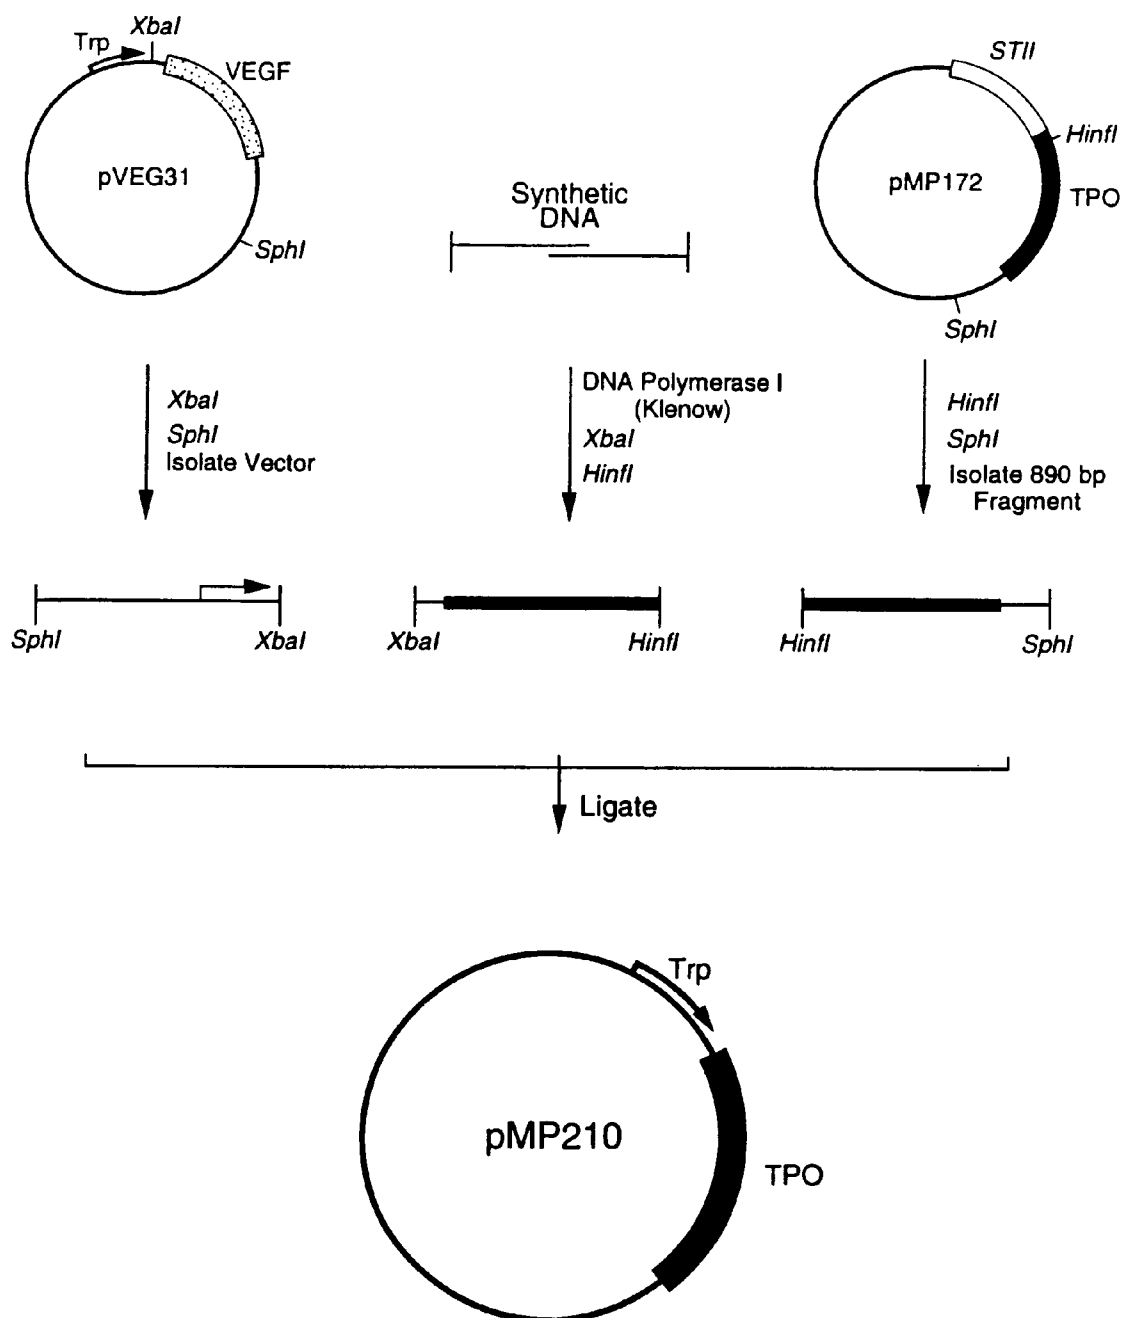 XbaI
Trp
VEGF
pVEG31
SphI
Synthetic
DNA
STII
HinfI
pMP172
TPO
SphI
XbaI
SphI
Isolate Vector
DNA Polymerase I
(Klenow)
XbaI
HinfI
HinfI
SphI
Isolate 890 bp
Fragment
SphI
XbaI
XbaI
HinfI
HinfI
SphI
Ligate
Trp
pMP210
TPO